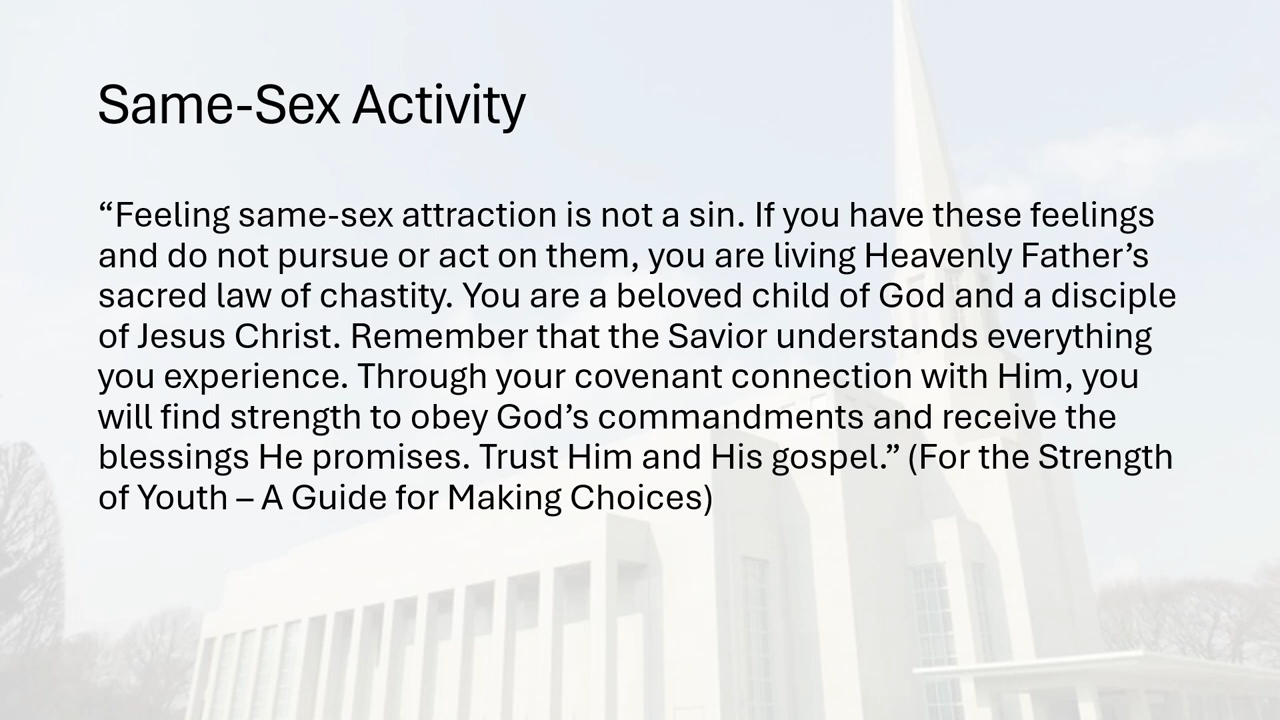 Same-Sex Activity
“Feeling same-sex attraction is not a sin. If you have these feelings
and do not pursue or act on them, you are living Heavenly Father’s
sacred law of chastity. You are a beloved child of God and a disciple
of Jesus Christ. Remember that the Savior understands everything
you experience. Through your covenant connection with Him, you
will find strength to obey God’s commandments and receive the
blessings He promises. Trust Him and His gospel.” (For the Strength
of Youth – A Guide for Making Choices)